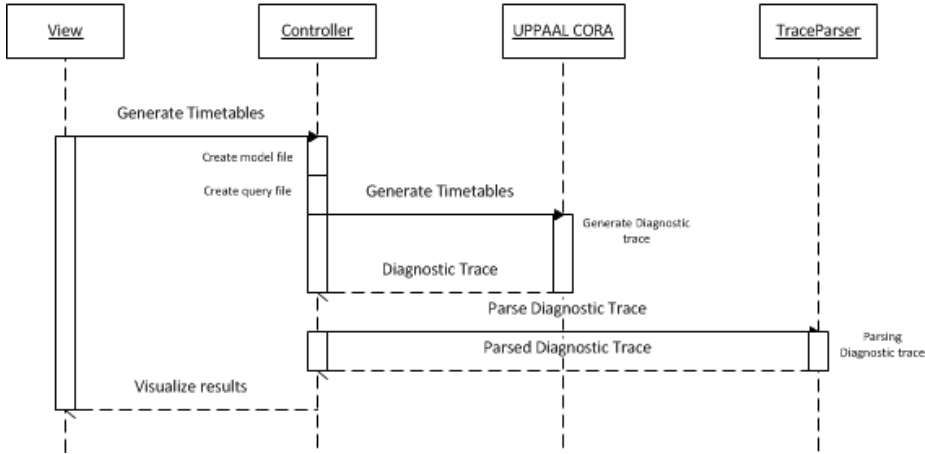 View
Controller
UPPAAL CORA
TraceParser
Generate Timetables
Create model file
Create query file
Generate Timetables
Generate Diagnostic
trace
Diagnostic Trace
Parse Diagnostic Trace
Parsed Diagnostic Trace
Parsing
Diagnostic trace
Visualize results